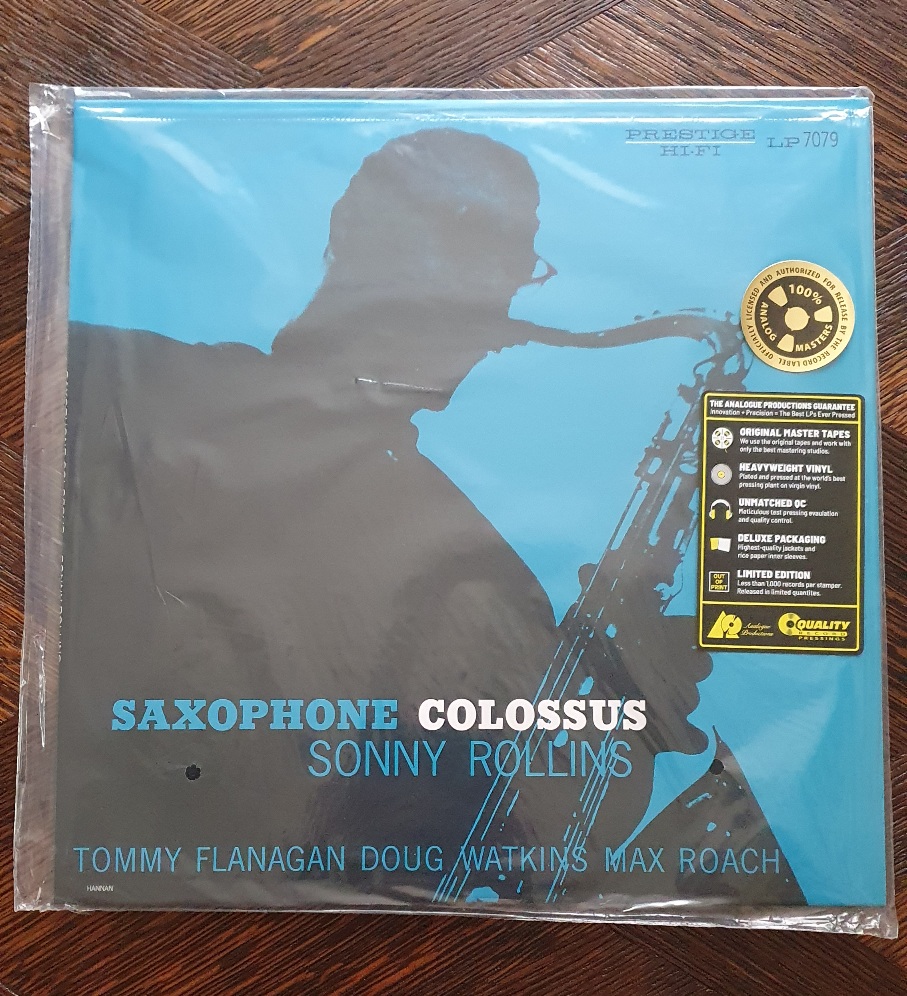 PRESTIGE
HI-FI
LP 7079
OFFICIALLY LICENSED AND AUTHORIZED FOR RELEASE BY THE RECORD LABEL
100%
ANALOG
MASTERS
THE ANALOGUE PRODUCTIONS GUARANTEE
Innovation + Precision = The Best LPs Ever Pressed
ORIGINAL MASTER TAPES
We use the original tapes and work with
only the best mastering studios.
HEAVYWEIGHT VINYL
Plated and pressed at the world's best
pressing plant on virgin vinyl.
UNMATCHED QC
Meticulous test pressing evaulation
and quality control.
DELUXE PACKAGING
Highest-quality jackets and
rice paper inner sleeves.
OUT
OF
PRINT
LIMITED EDITION
Less than 1,000 records per stamper.
Released in limited quantites.
Analogue
Productions
QUALITY
RECORD
PRESSINGS
SAXOPHONE COLOSSUS
SONNY ROLLINS
TOMMY FLANAGAN DOUG WATKINS MAX ROACH
HANNAN